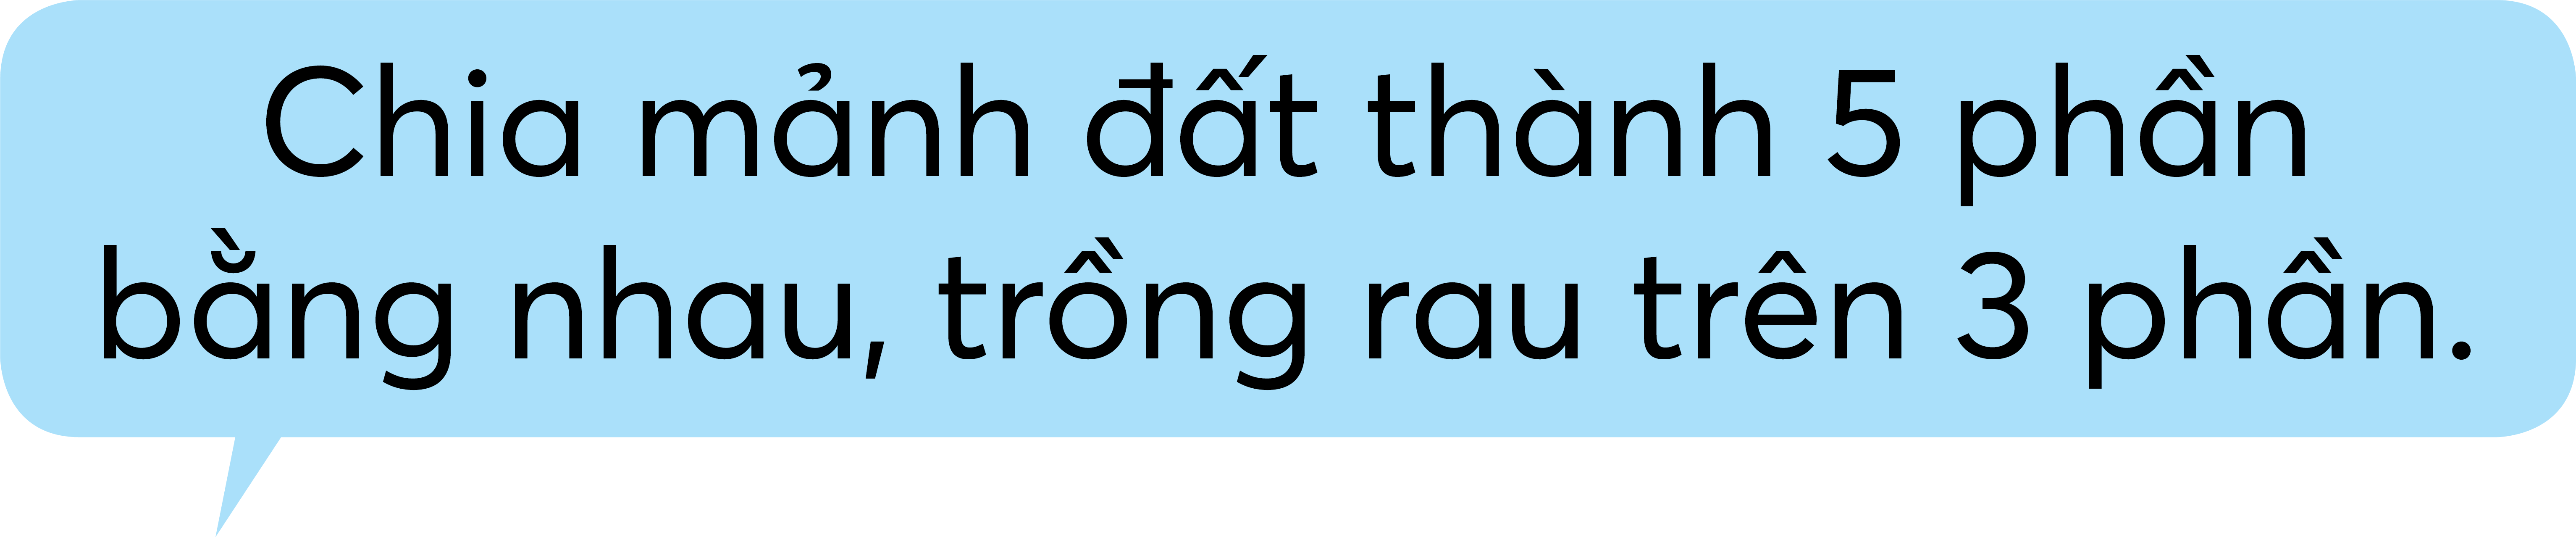 Chia mảnh đất thành 5 phần
bằng nhau, trồng rau trên 3 phần.